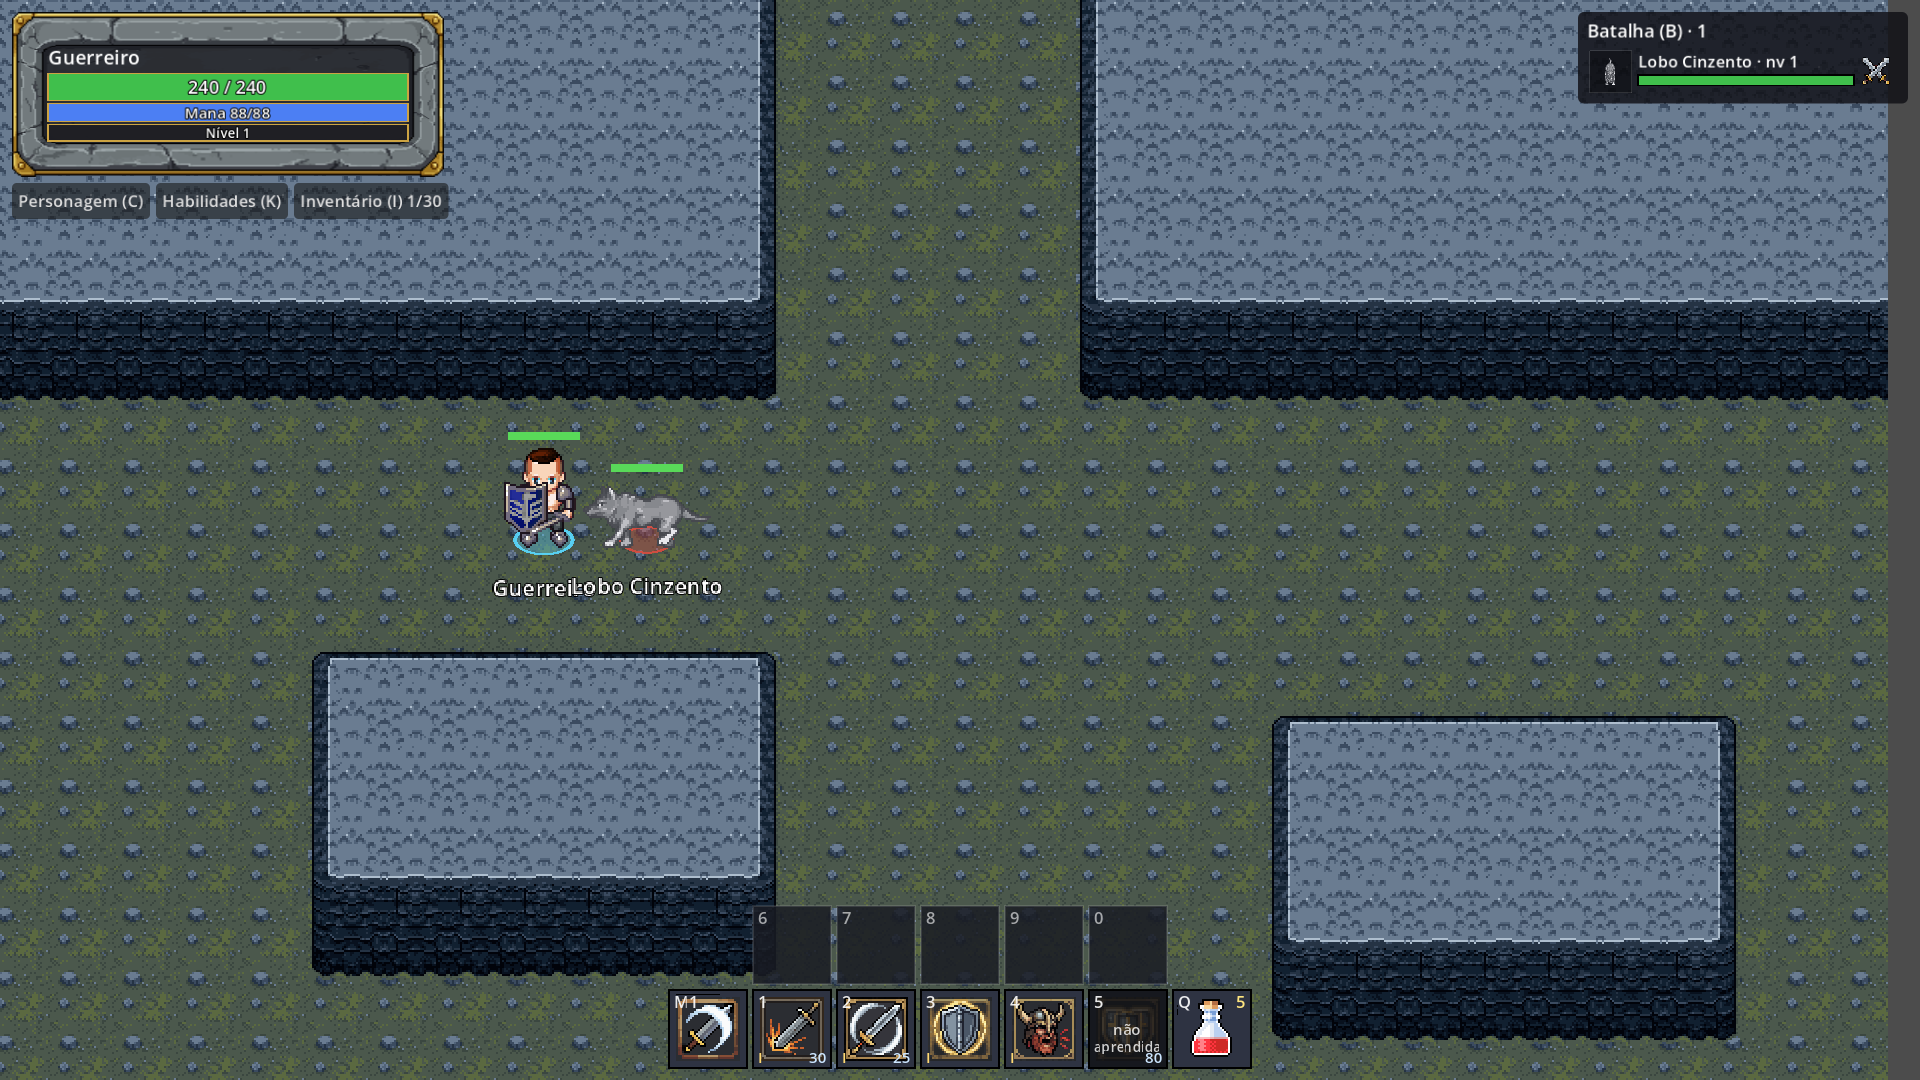 Guerreiro
240 / 240
Mana 88/88
Nível 1
Personagem (C)
Habilidades (K)
Inventário (I) 1/30
Batalha (B) · 1
Lobo Cinzento · nv 1
Lobo Cinzento
6
7
8
9
0
M1
1
30
2
25
3
4
5
não
aprendida
80
Q
5